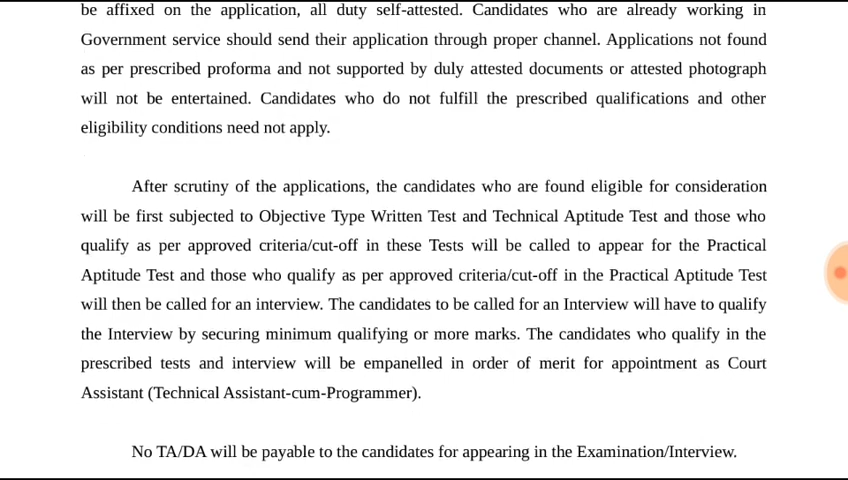 be affixed on the application, all duty self-attested. Candidates who are already working in
Government service should send their application through proper channel. Applications not found
as per prescribed proforma and not supported by duly attested documents or attested photograph
will not be entertained. Candidates who do not fulfill the prescribed qualifications and other
eligibility conditions need not apply.
After scrutiny of the applications, the candidates who are found eligible for consideration
will be first subjected to Objective Type Written Test and Technical Aptitude Test and those who
qualify as per approved criteria/cut-off in these Tests will be called to appear for the Practical
Aptitude Test and those who qualify as per approved criteria/cut-off in the Practical Aptitude Test
will then be called for an interview. The candidates to be called for an Interview will have to qualify
the Interview by securing minimum qualifying or more marks. The candidates who qualify in the
prescribed tests and interview will be empanelled in order of merit for appointment as Court
Assistant (Technical Assistant-cum-Programmer).
No TA/DA will be payable to the candidates for appearing in the Examination/Interview.